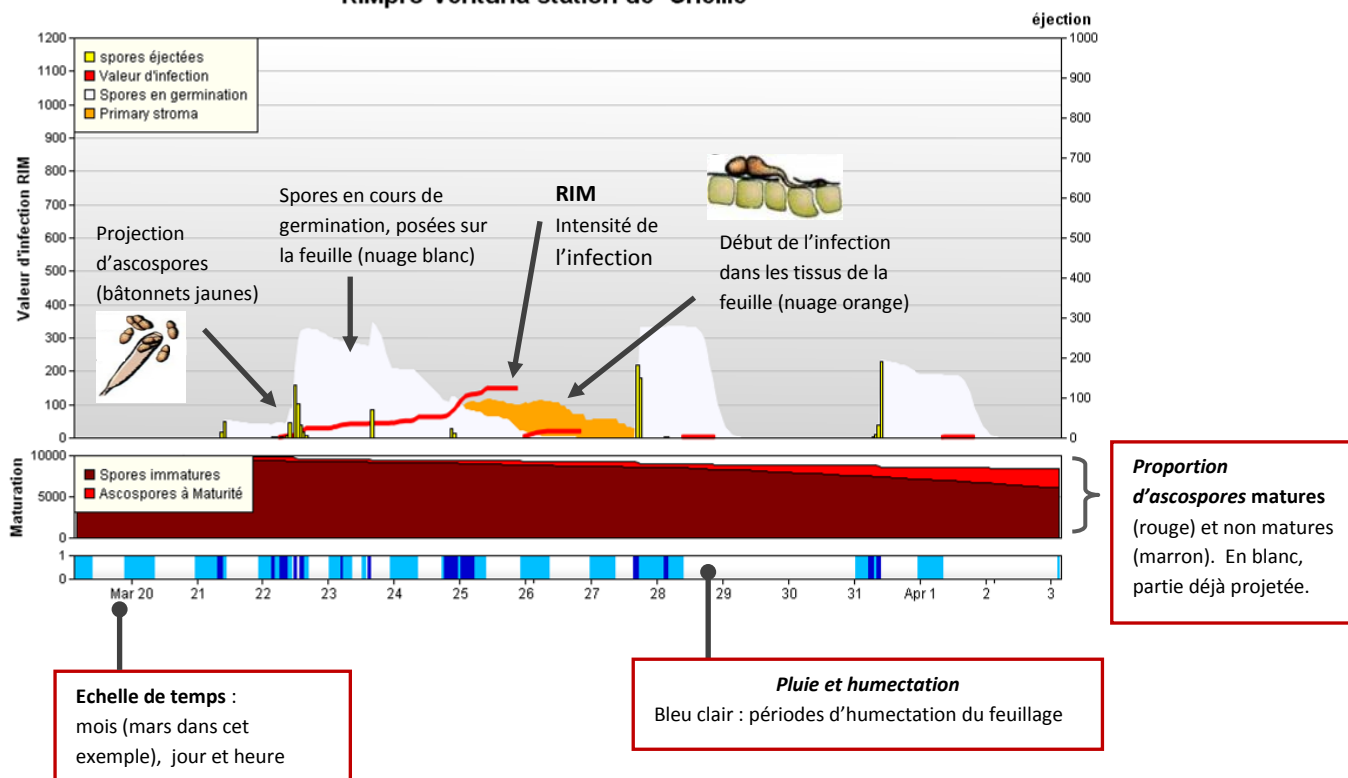 RIMpro Venturia station de Cheille
éjection
1200
1100
1000
900
800
700
600
500
400
300
200
100
0
Valeur d'infection RIM
1000
900
800
700
600
500
400
300
200
100
0
spores éjectées
Valeur d'infection
Spores en germination
Primary stroma
Projection
d'ascospores
(bâtonnets jaunes)
Spores en cours de
germination, posées sur
la feuille (nuage blanc)
RIM
Intensité de
l'infection
Début de l'infection
dans les tissus de la
feuille (nuage orange)
10000
5000
0
Maturation
Spores immatures
Ascospores à Maturité
1
0
Mar 20 21 22 23 24 25 26 27 28 29 30 31 Apr 1 2 3
Proportion
d'ascospores matures
(rouge) et non matures
(marron). En blanc,
partie déjà projetée.
Echelle de temps :
mois (mars dans cet
exemple), jour et heure
Pluie et humectation
Bleu clair : périodes d'humectation du feuillage